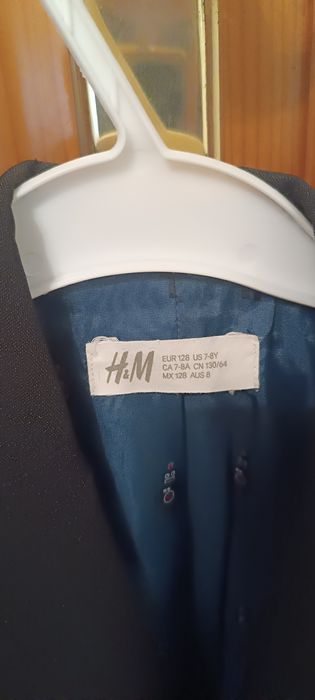 H&M
EUR 128 US 7-8Y
CA 7-8A CN 130/64
MX 128 AUS 8